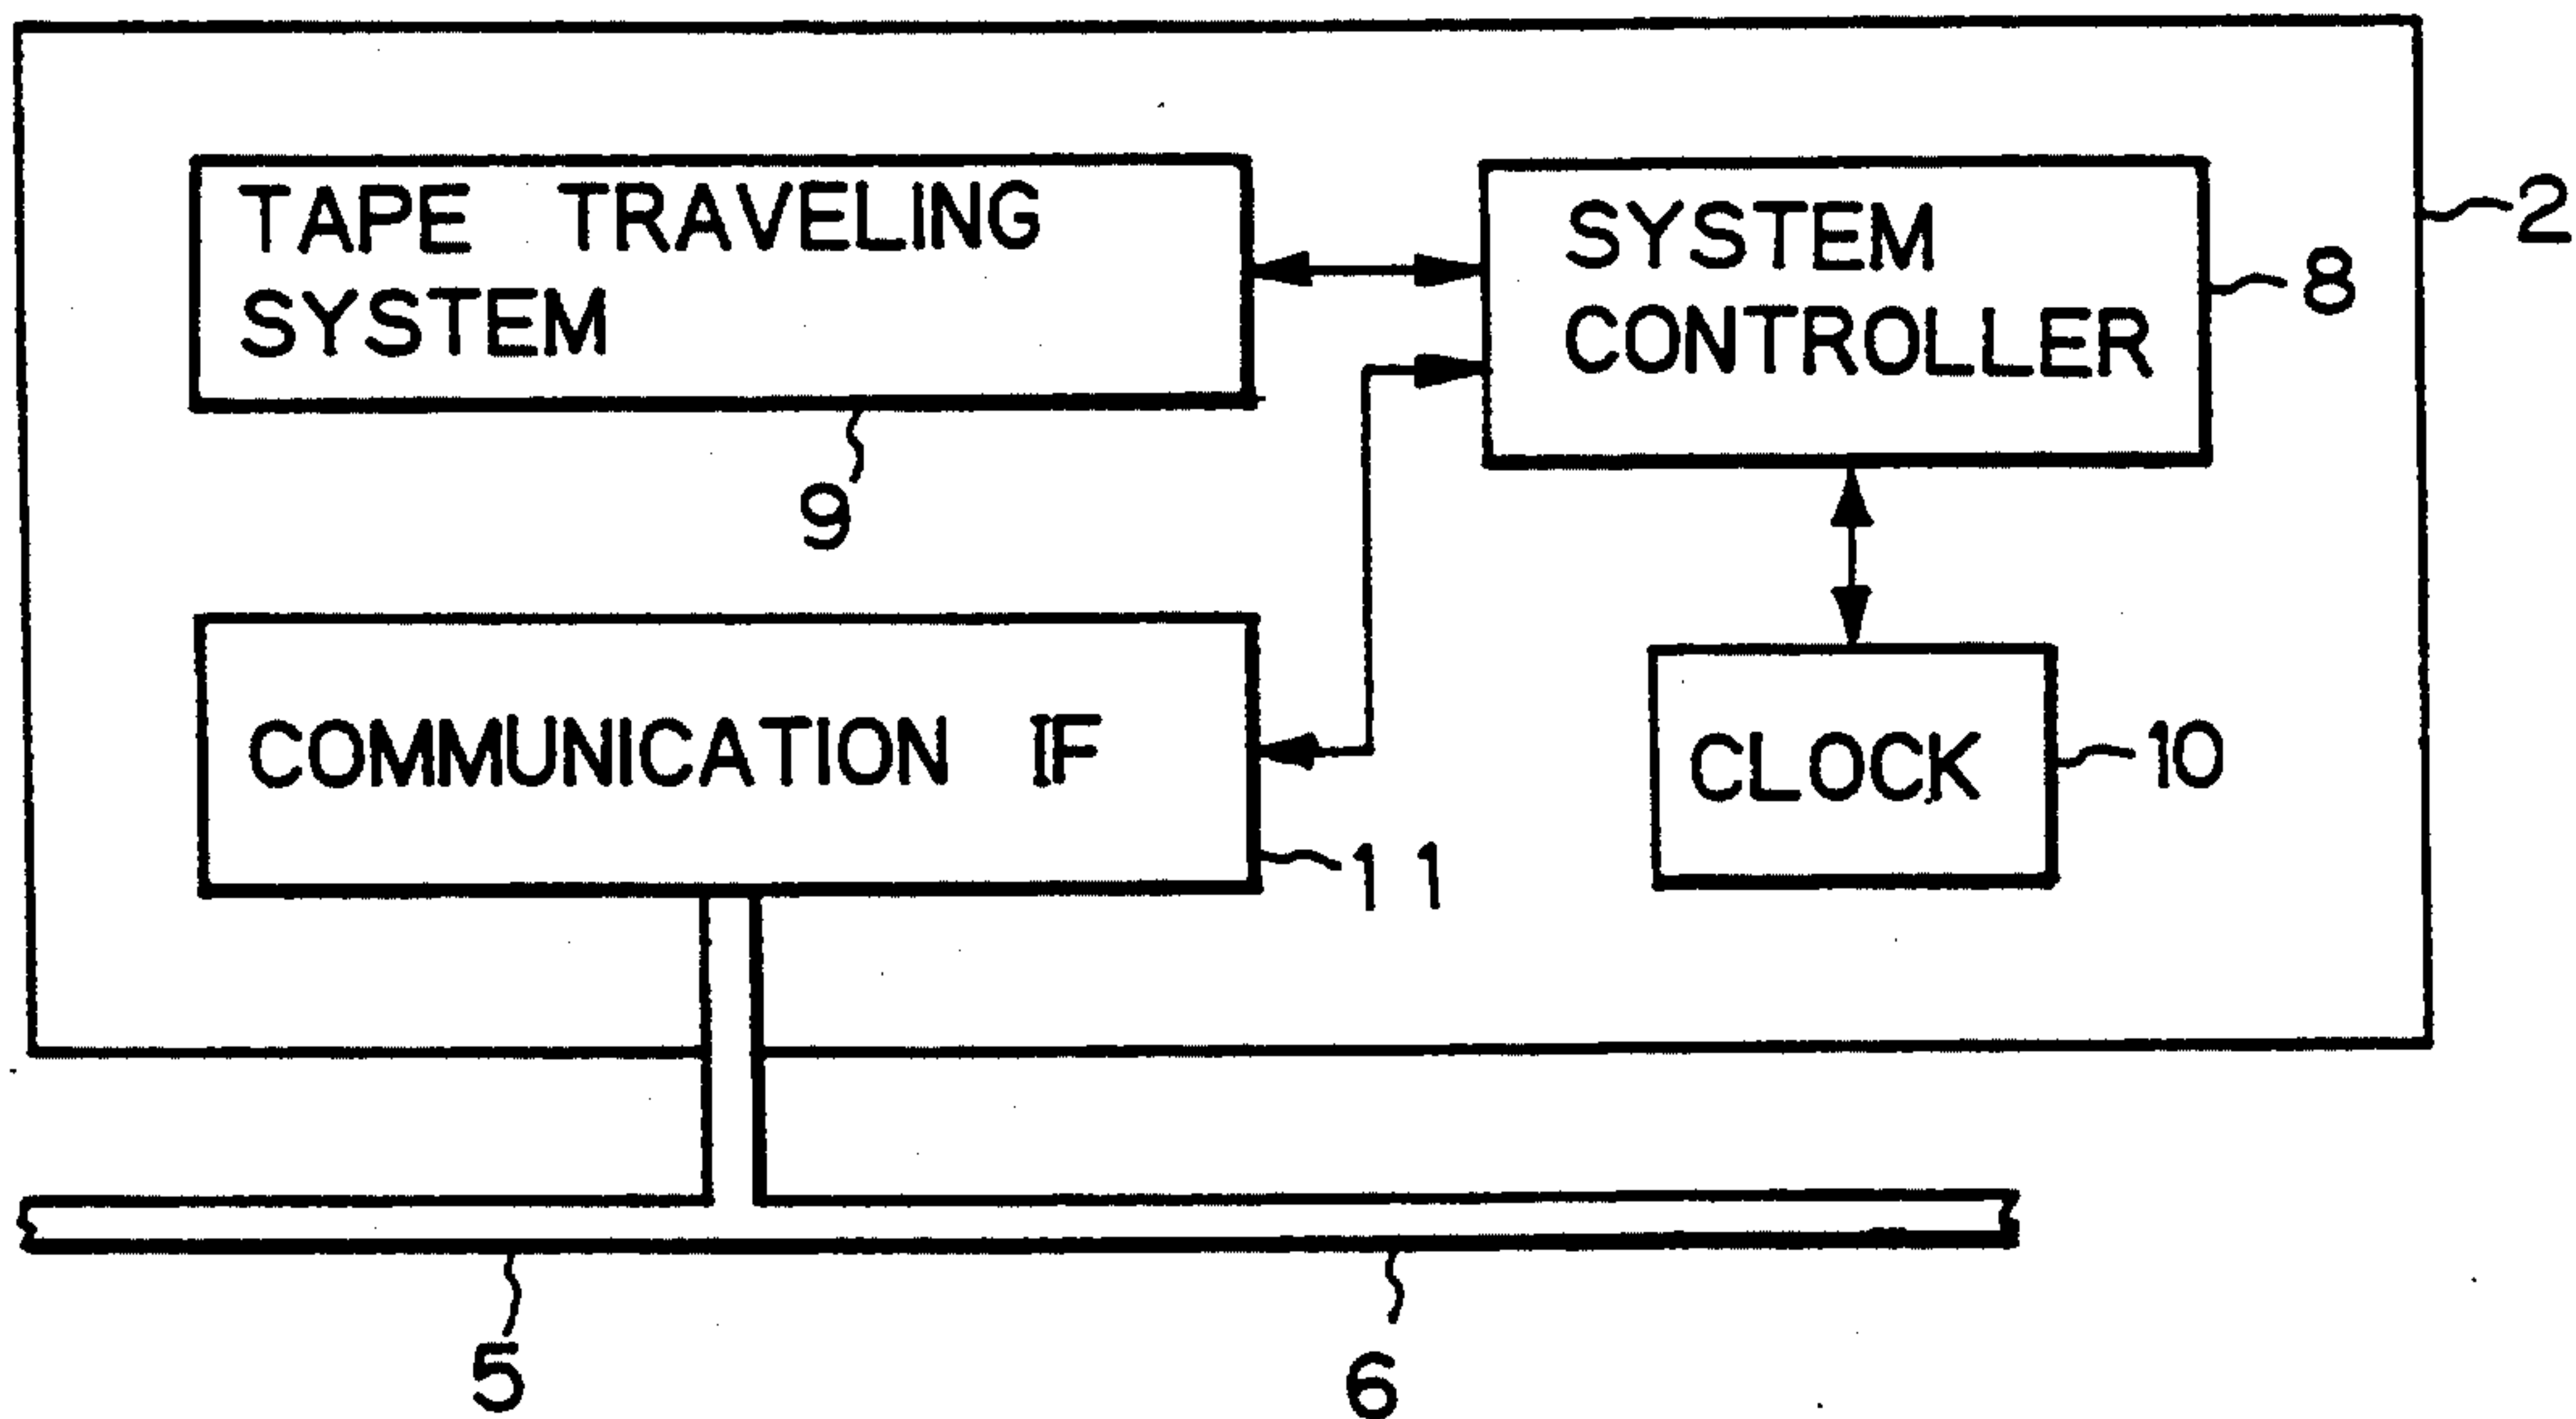 TAPE TRAVELING
SYSTEM
9
SYSTEM
CONTROLLER
2
8
COMMUNICATION IF
11
CLOCK
10
5
6